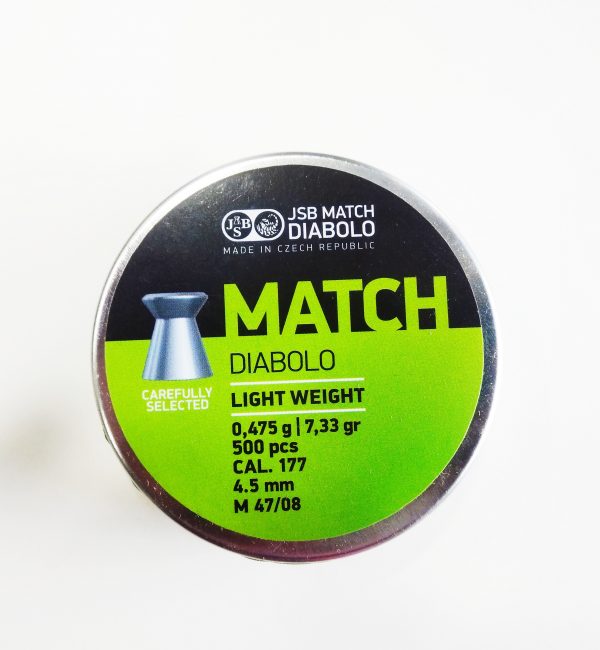 JSB
JSB MATCH
DIABOLO
MADE IN CZECH REPUBLIC
MATCH
DIABOLO
CAREFULLY
SELECTED
LIGHT WEIGHT
0,475 g | 7,33 gr
500 pcs
CAL. 177
4.5 mm
M 47/08